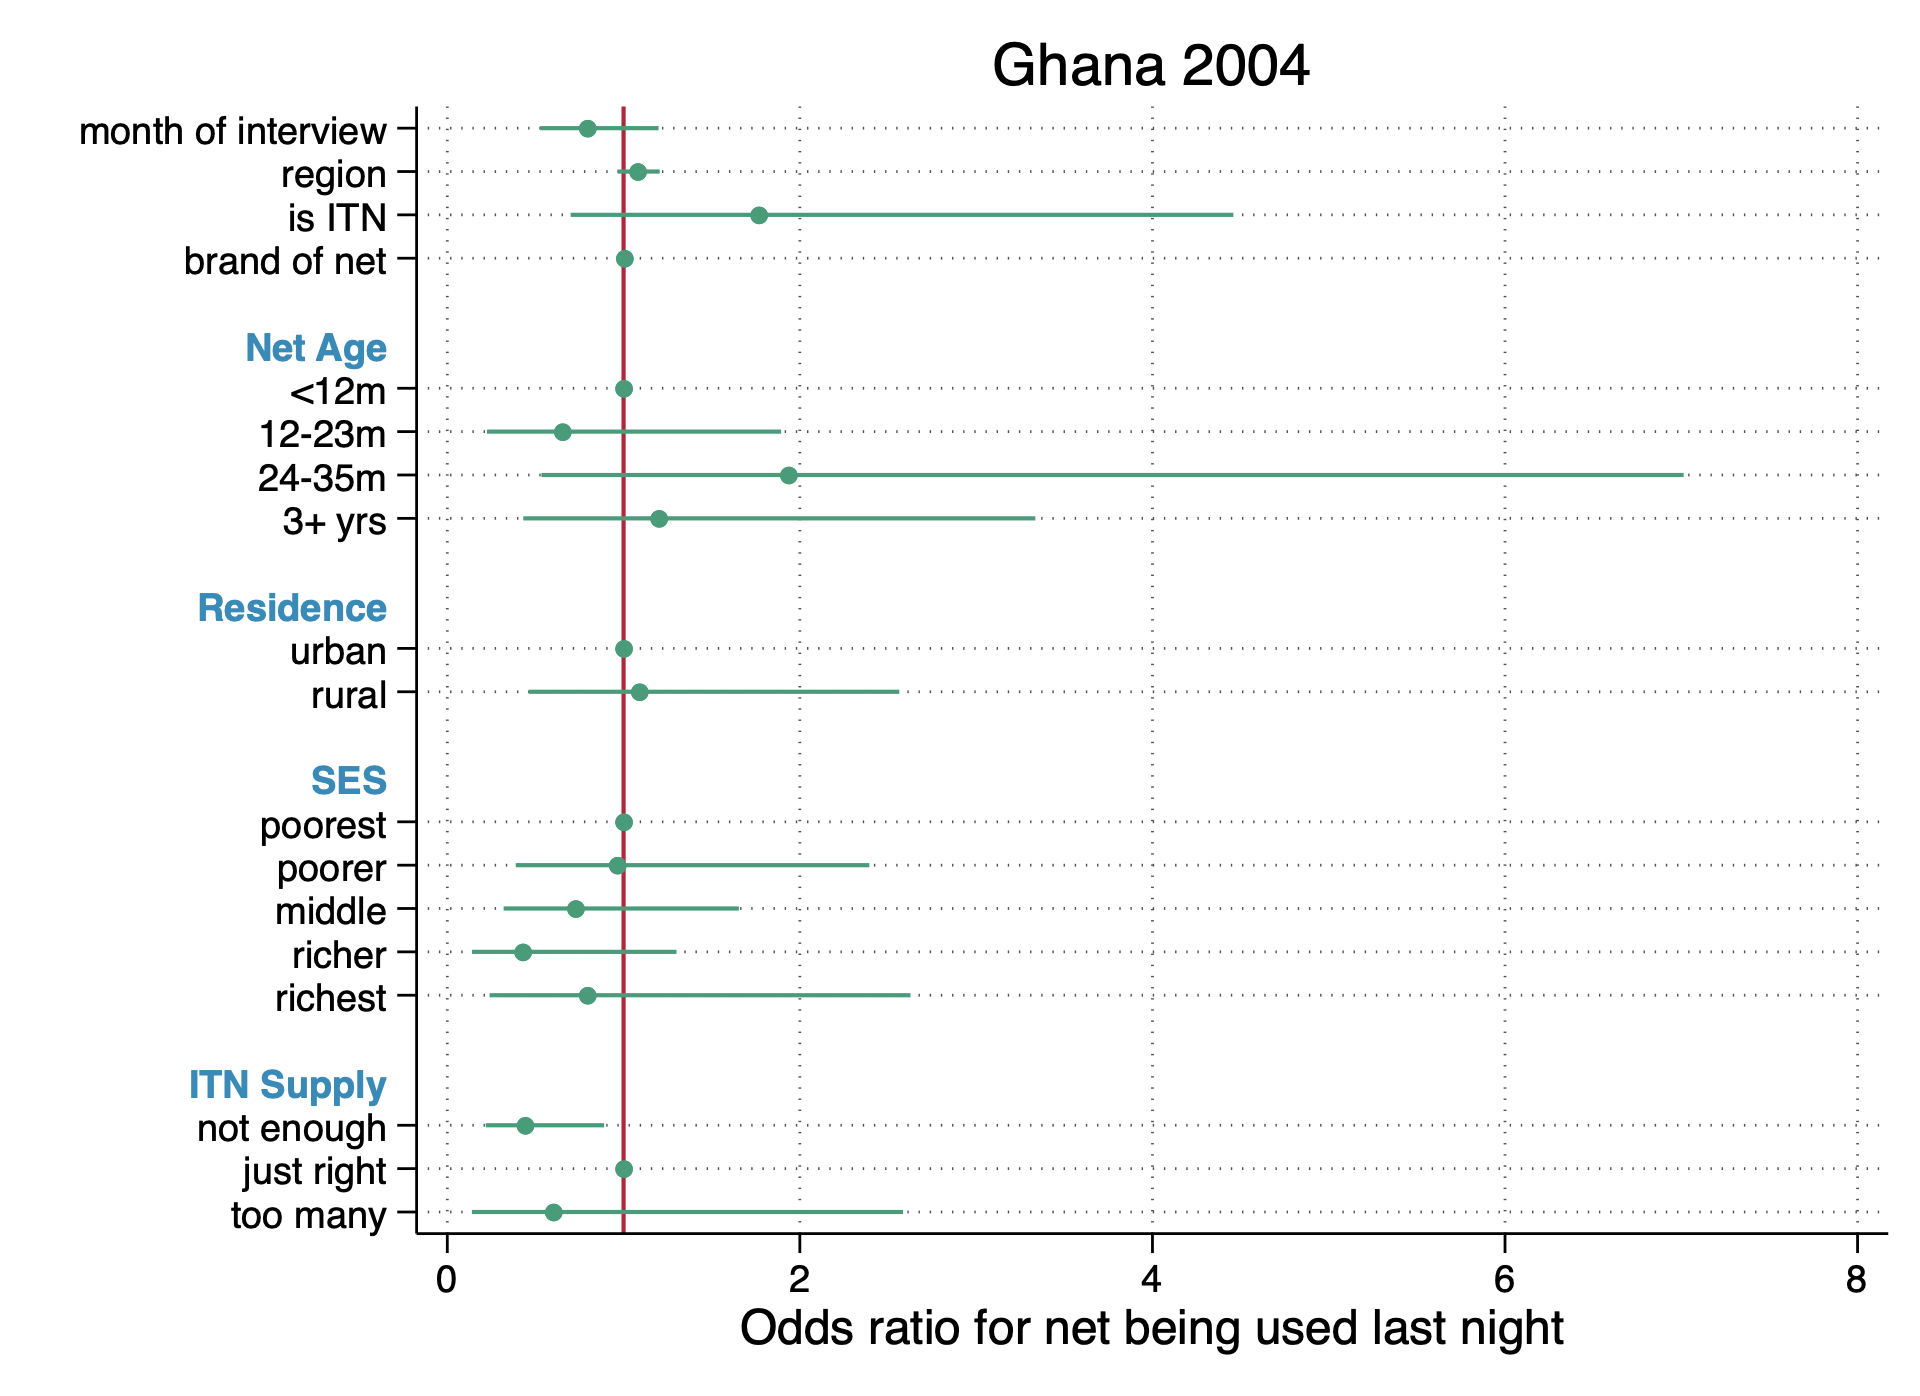 Ghana 2004
month of interview
region
is ITN
brand of net
Net Age
<12m
12-23m
24-35m
3+ yrs
Residence
urban
rural
SES
poorest
poorer
middle
richer
richest
ITN Supply
not enough
just right
too many
0 2 4 6 8
Odds ratio for net being used last night